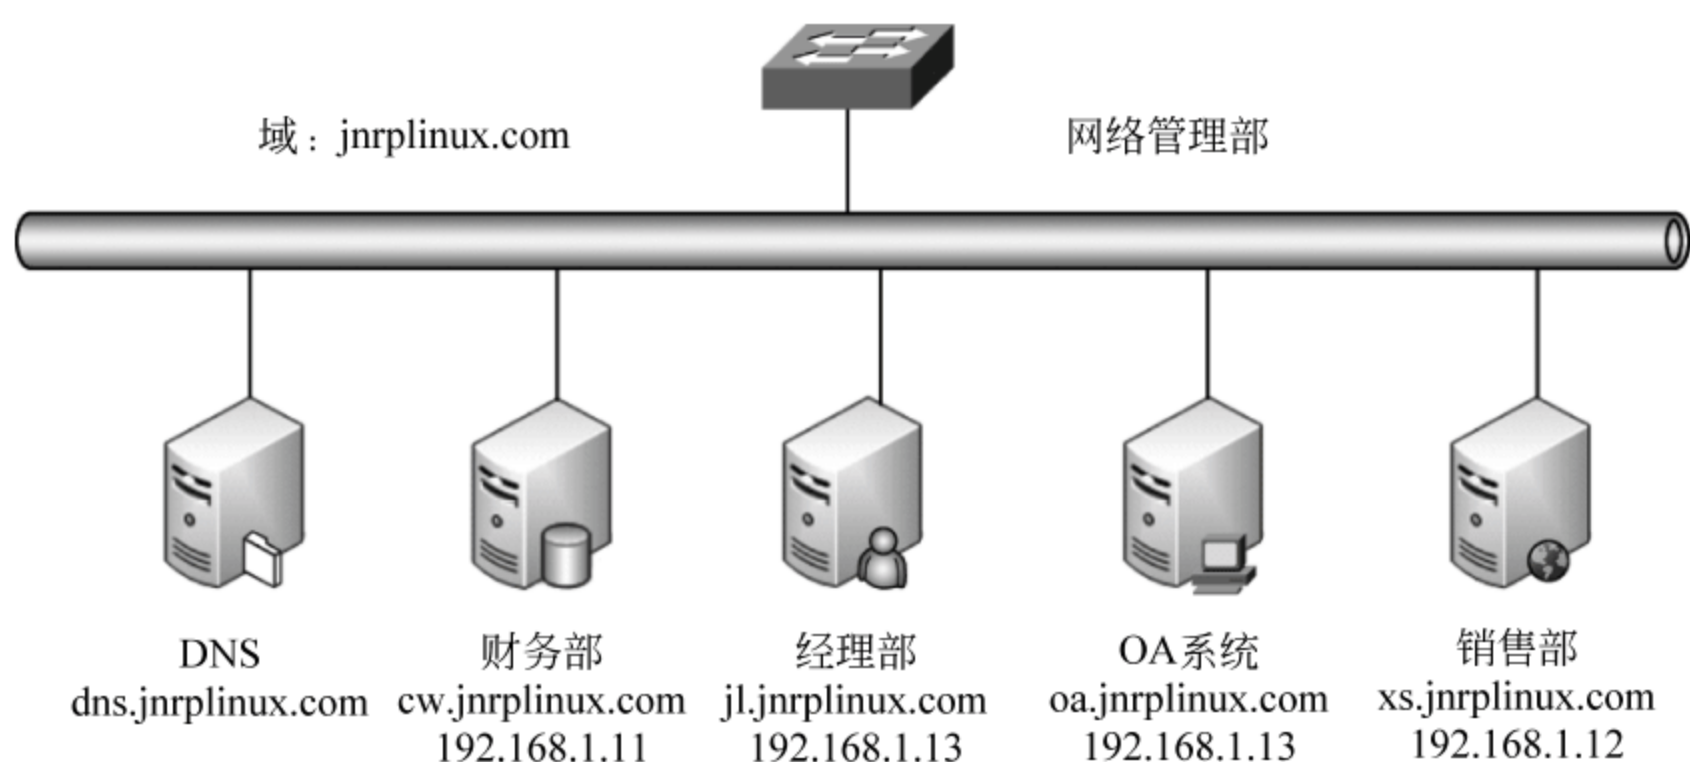 域：jnrplinux.com
网络管理部
DNS
dns.jnrplinux.com
财务部
cw.jnrplinux.com
192.168.1.11
经理部
jl.jnrplinux.com
192.168.1.13
OA系统
oa.jnrplinux.com
192.168.1.13
销售部
xs.jnrplinux.com
192.168.1.12